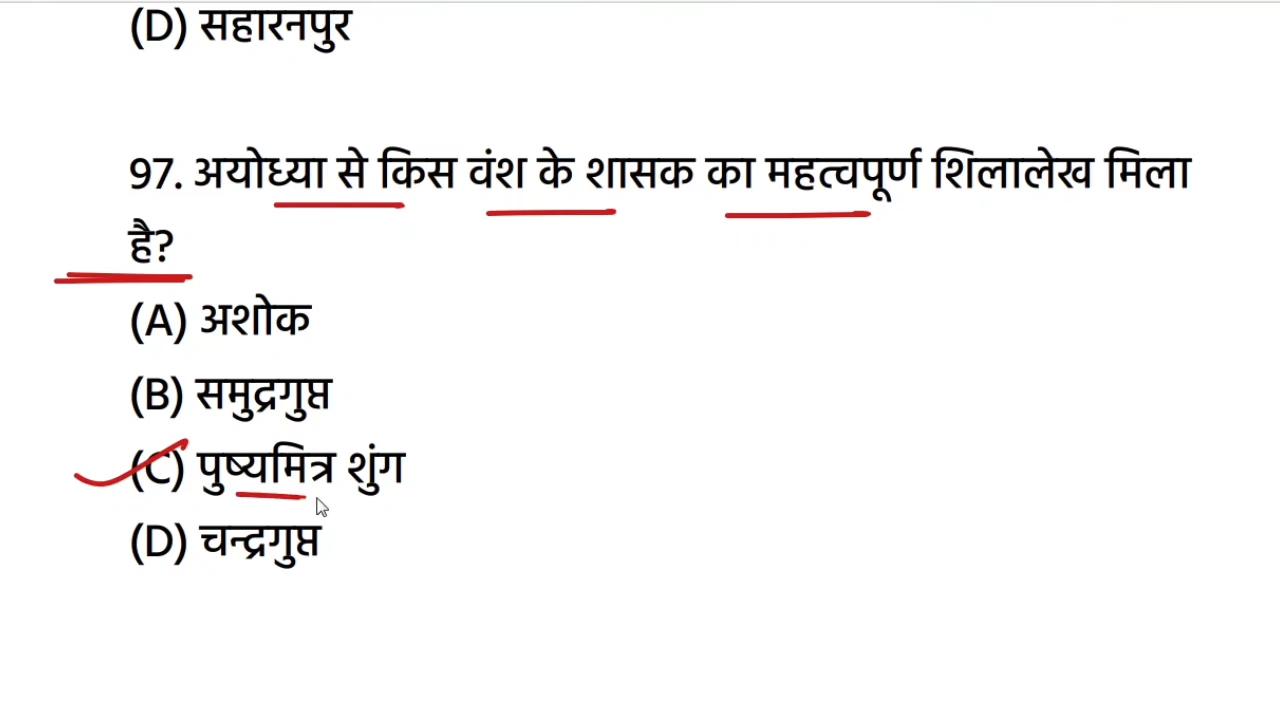 (D) सहारनपुर
97. अयोध्या से किस वंश के शासक का महत्वपूर्ण शिलालेख मिला
है?
(A) अशोक
(B) समुद्रगुप्त
(C) पुष्यमित्र शुंग
(D) चन्द्रगुप्त